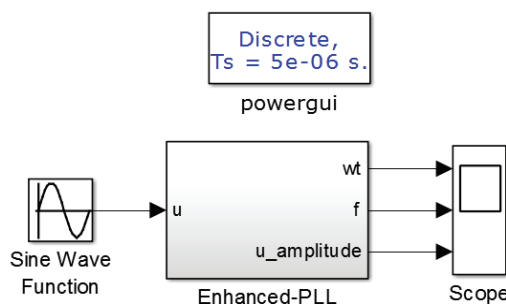 Discrete,
Ts = 5e-06 s.
powergui
wt
u
f
u_amplitude
Sine Wave
Function
Enhanced-PLL
Scope